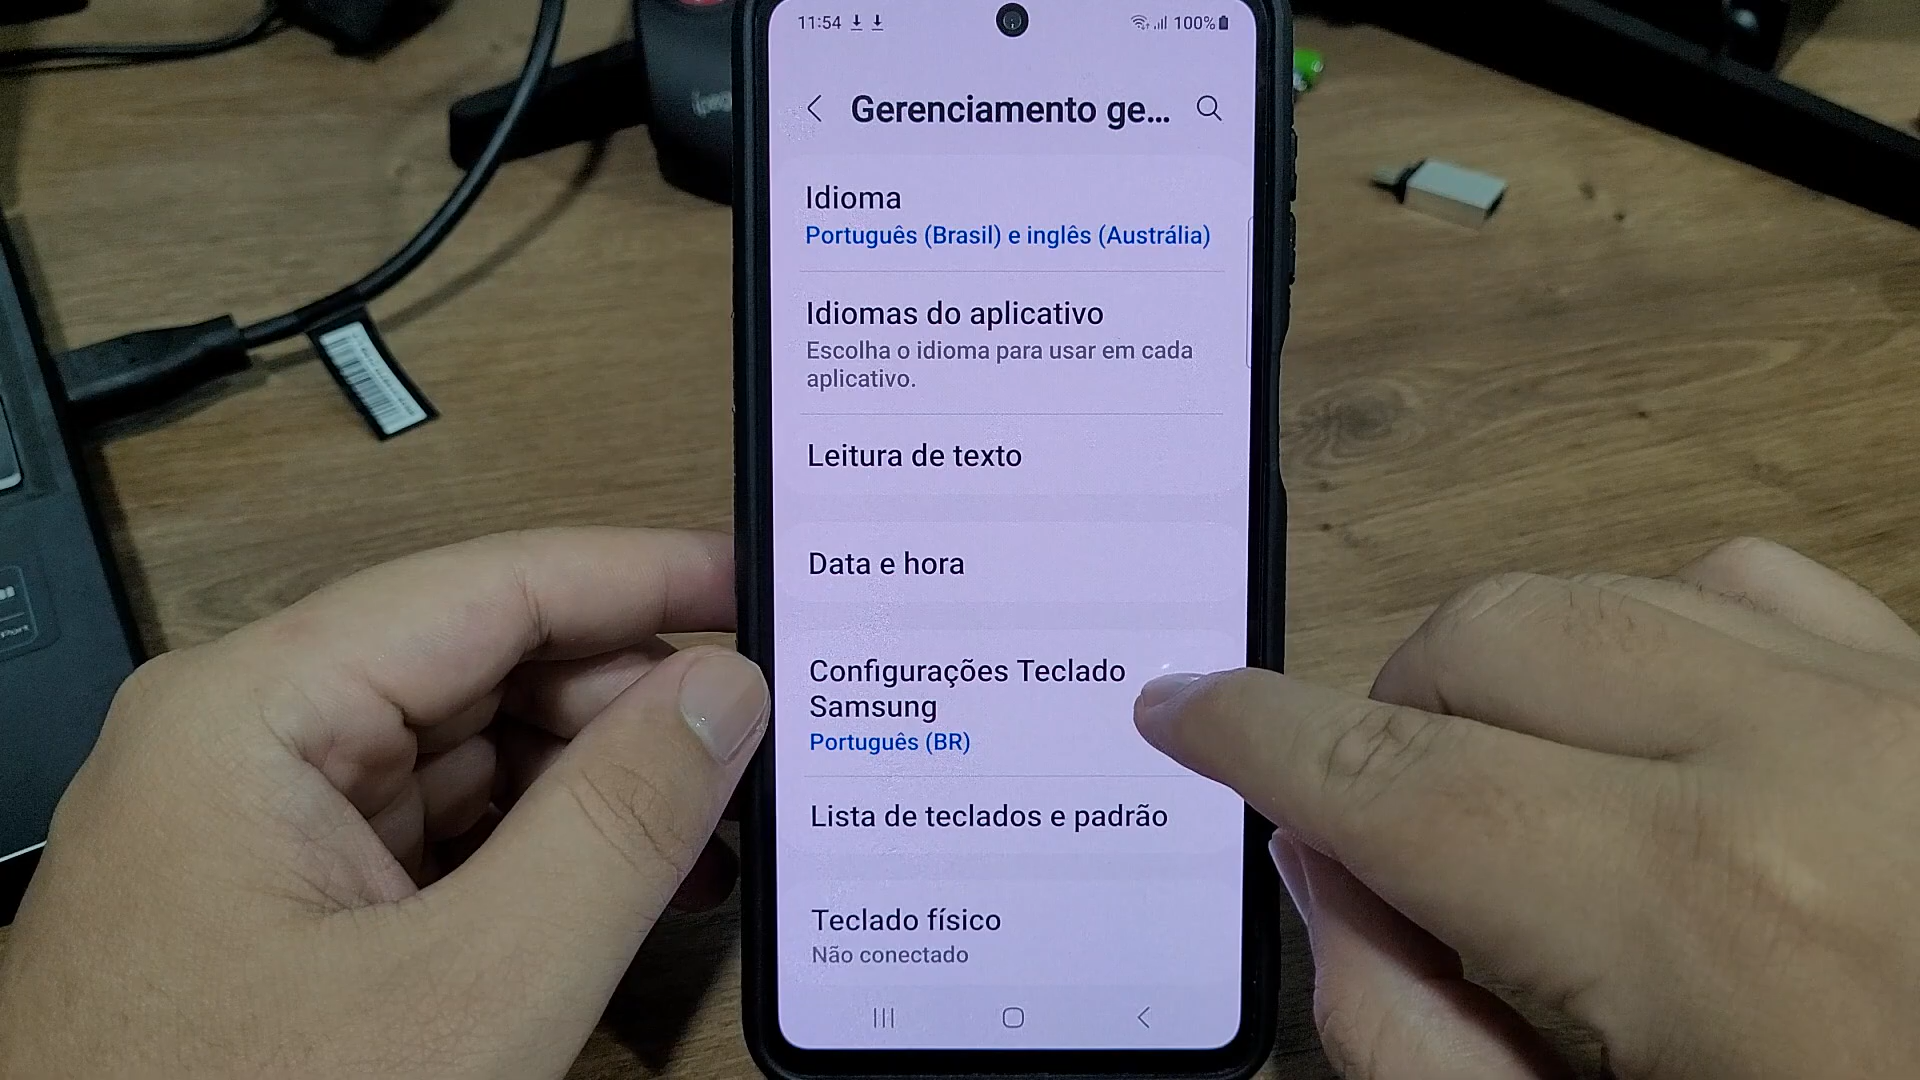 11:54
100%
Gerenciamento ge...
Idioma
Português (Brasil) e inglês (Austrália)
Idiomas do aplicativo
Escolha o idioma para usar em cada
aplicativo.
Leitura de texto
Data e hora
Configurações Teclado
Samsung
Português (BR)
Lista de teclados e padrão
Teclado físico
Não conectado